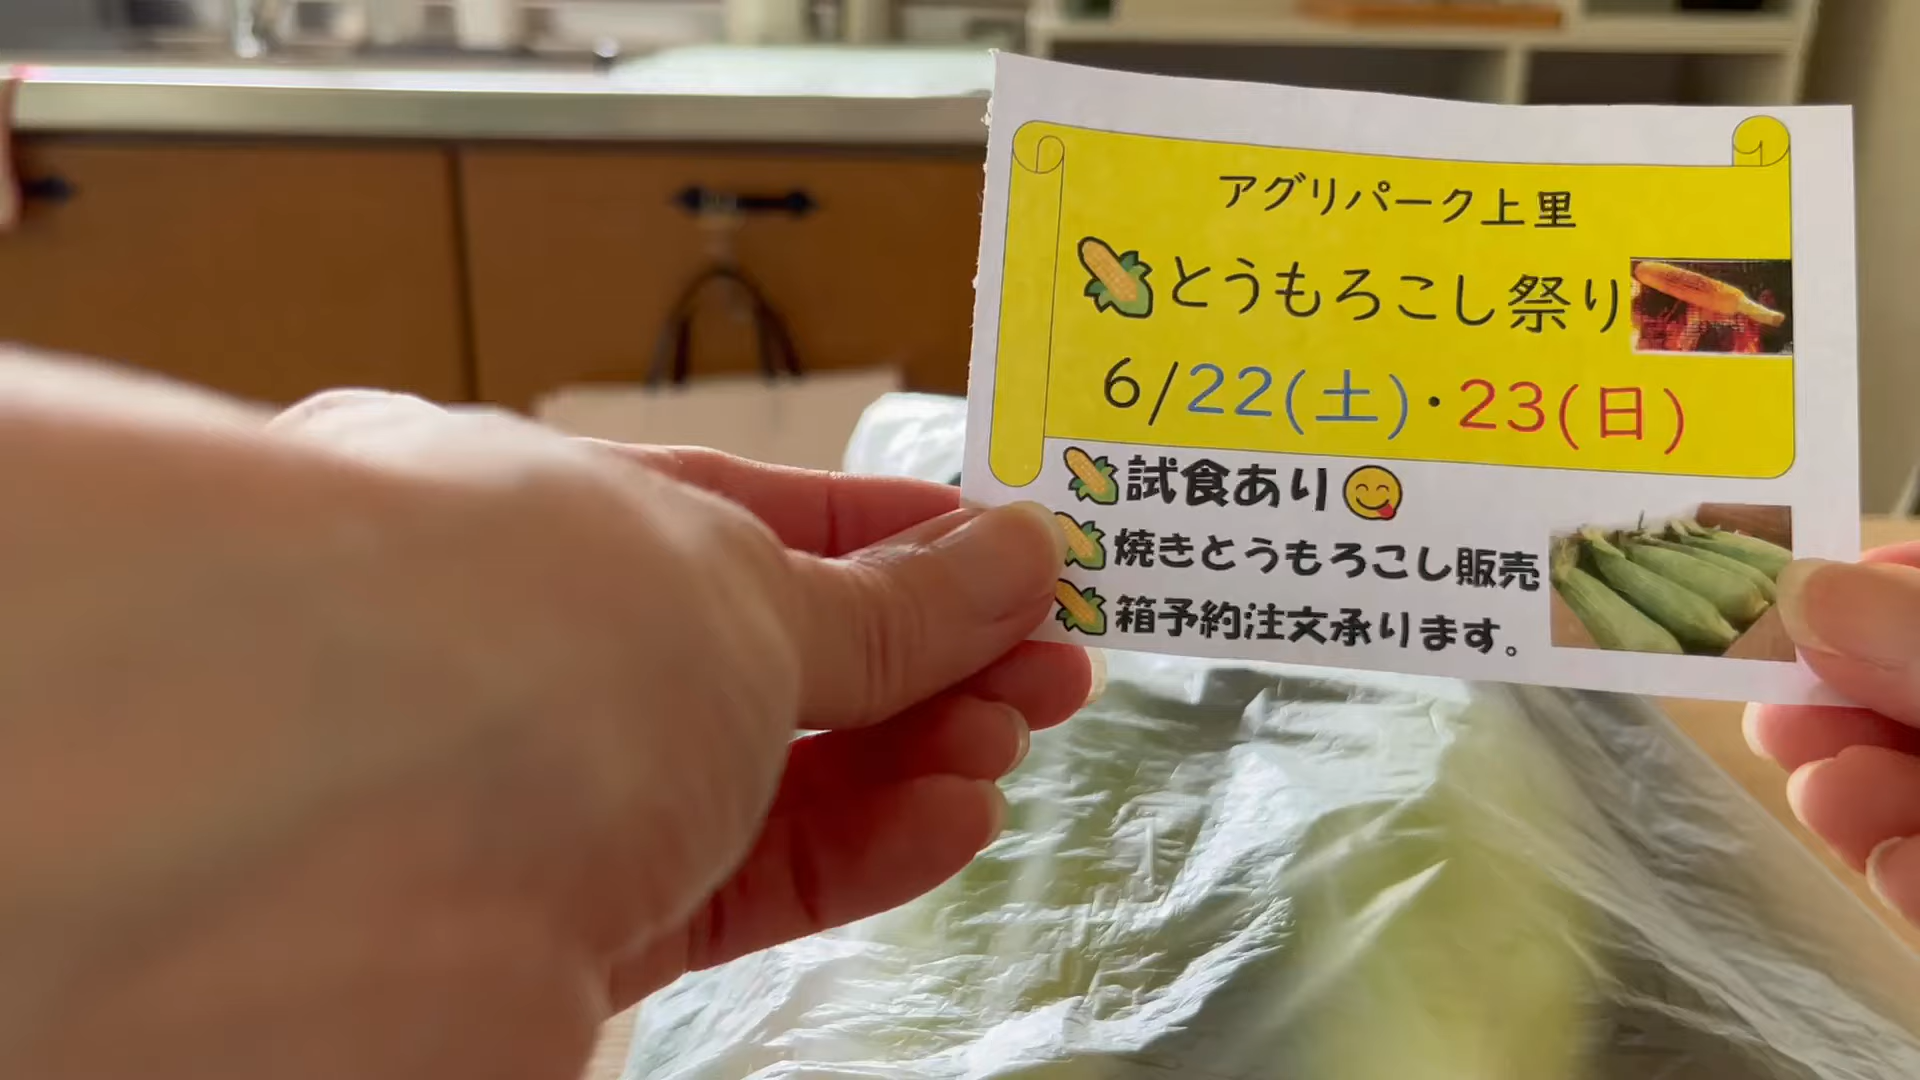 アグリパーク上里
とうもろこし祭り
6/22(土)・23(日)
試食あり
焼きとうもろこし販売
箱予約注文承ります。